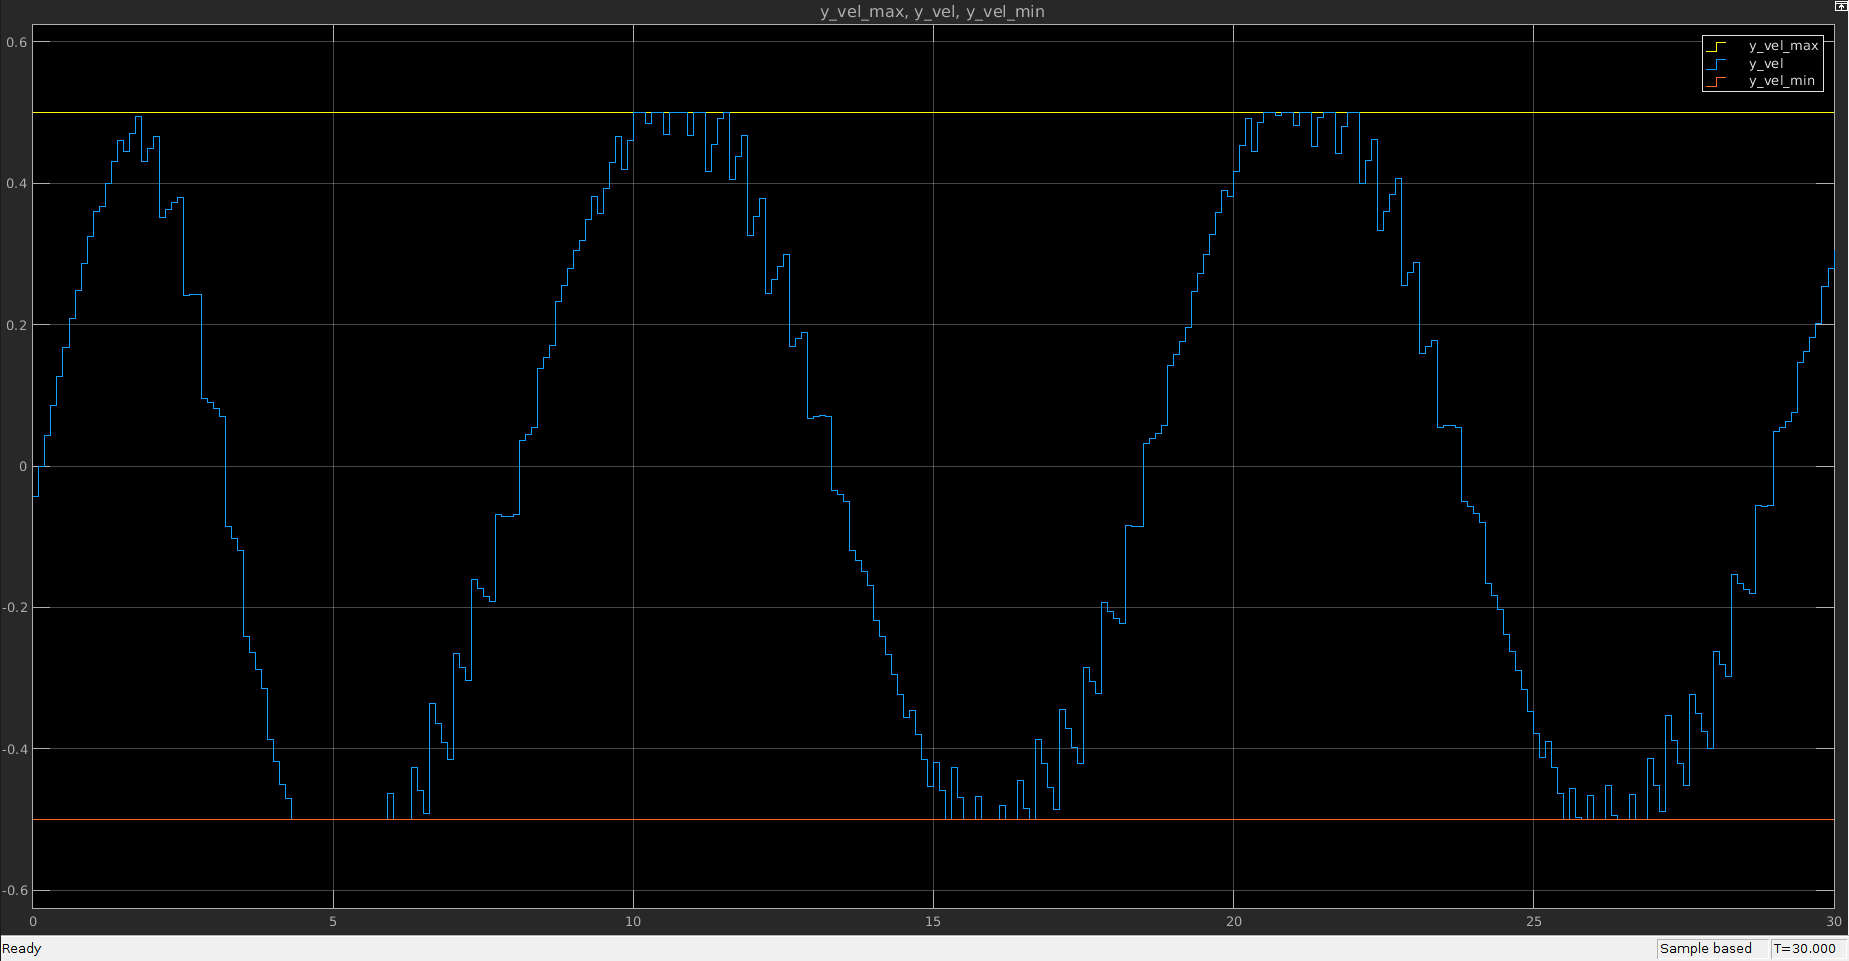 y_vel_max, y_vel, y_vel_min
0.6
y_vel_max
y_vel
y_vel_min
0.4
0.2
0
-0.2
-0.4
-0.6
0 5 10 15 20 25 30
Ready Sample based T=30.000